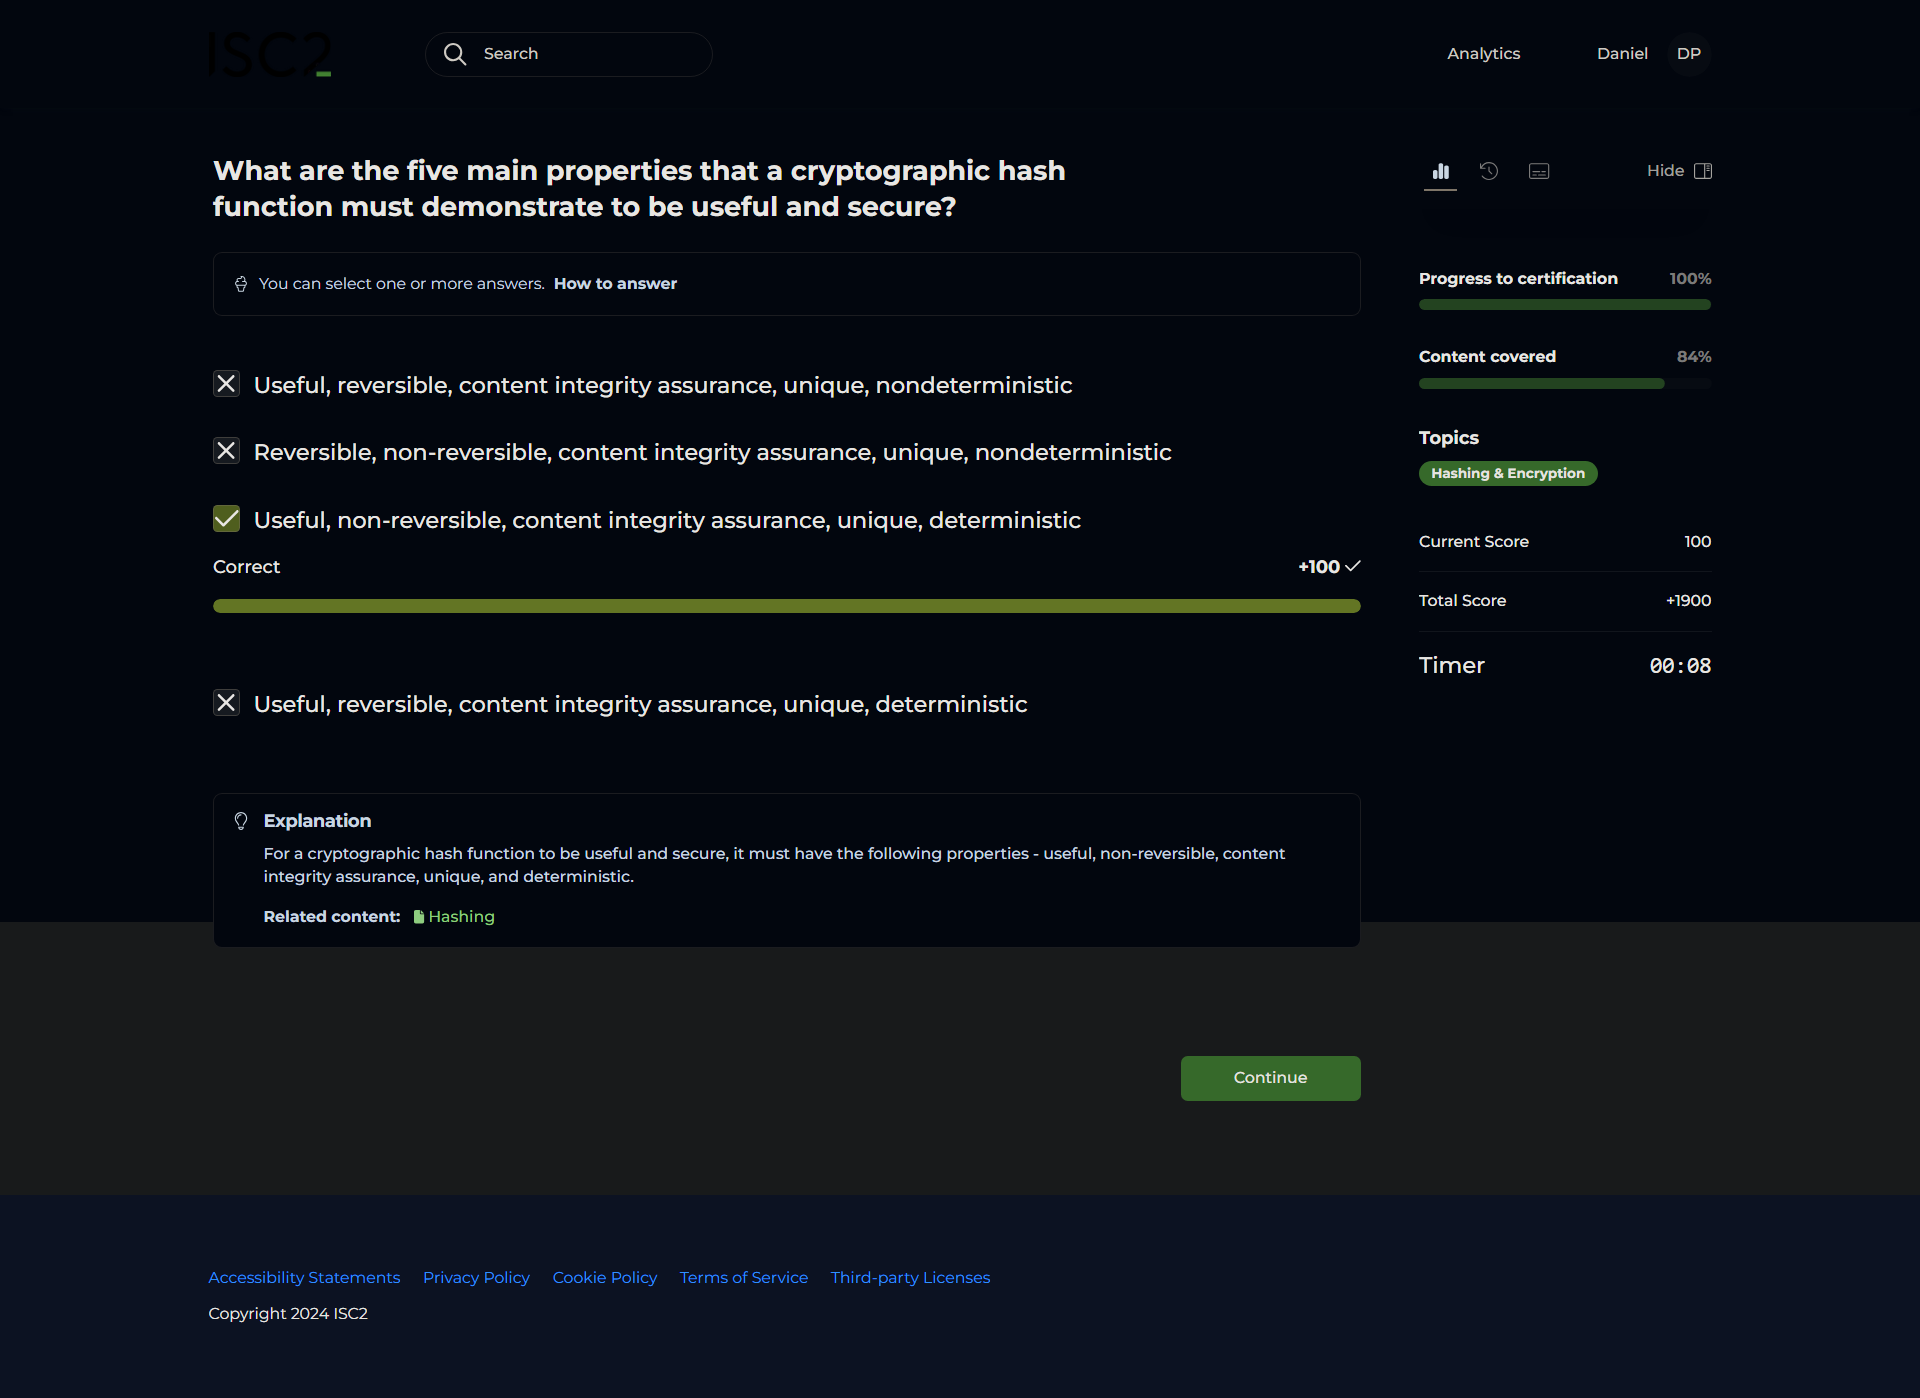 ISC2
Search
Analytics
Daniel
DP
What are the five main properties that a cryptographic hash
function must demonstrate to be useful and secure?
You can select one or more answers. How to answer
Useful, reversible, content integrity assurance, unique, nondeterministic
Reversible, non-reversible, content integrity assurance, unique, nondeterministic
Useful, non-reversible, content integrity assurance, unique, deterministic
Correct
+100
Useful, reversible, content integrity assurance, unique, deterministic
Explanation
For a cryptographic hash function to be useful and secure, it must have the following properties - useful, non-reversible, content
integrity assurance, unique, and deterministic.
Related content: Hashing
Continue
Hide
Progress to certification 100%
Content covered 84%
Topics
Hashing & Encryption
Current Score 100
Total Score +1900
Timer 00:08
Accessibility Statements Privacy Policy Cookie Policy Terms of Service Third-party Licenses
Copyright 2024 ISC2